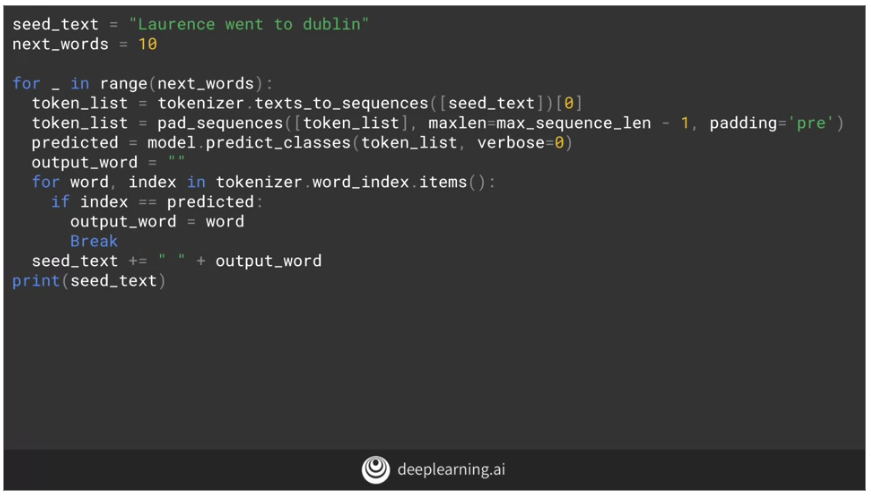 seed_text = "Laurence went to dublin"
next_words = 10
for _ in range(next_words):
token_list = tokenizer.texts_to_sequences([seed_text])[0]
token_list = pad_sequences([token_list], maxlen=max_sequence_len - 1, padding='pre')
predicted = model.predict_classes(token_list, verbose=0)
output_word = ""
for word, index in tokenizer.word_index.items():
if index == predicted:
output_word = word
Break
seed_text += " " + output_word
print(seed_text)
deeplearning.ai